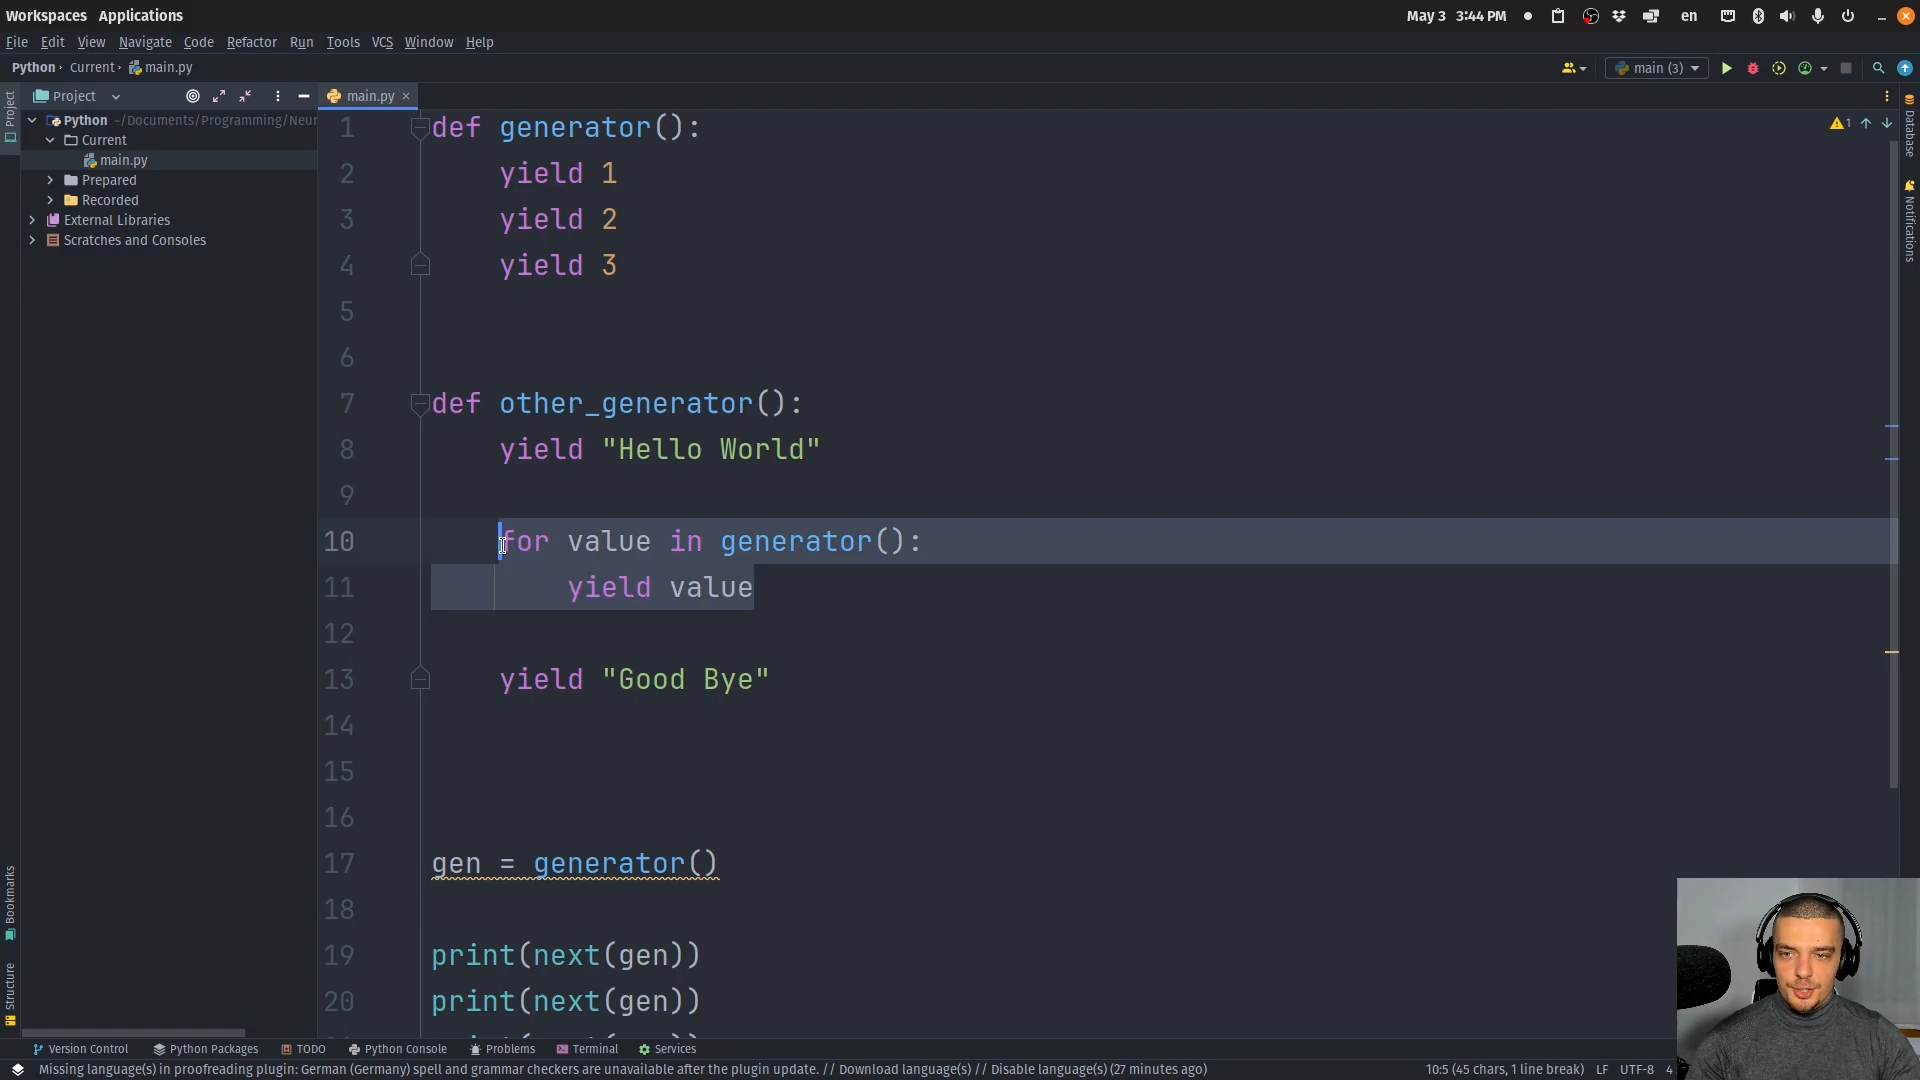 Workspaces Applications May 3 3:44 PM en
File Edit View Navigate Code Refactor Run Tools VCS Window Help
Python Current main.py main (3)
Project main.py
Python ~/Documents/Programming/Neur
Current
main.py
Prepared
Recorded
External Libraries
Scratches and Consoles
Project
Bookmarks
Structure
1 def generator():
2 yield 1
3 yield 2
4 yield 3
5
6
7 def other_generator():
8 yield "Hello World"
9
10 for value in generator():
11 yield value
12
13 yield "Good Bye"
14
15
16
17 gen = generator()
18
19 print(next(gen))
20 print(next(gen))
1
Database
Notifications
Version Control Python Packages TODO Python Console Problems Terminal Services
Missing language(s) in proofreading plugin: German (Germany) spell and grammar checkers are unavailable after the plugin update. // Download language(s) // Disable language(s) (27 minutes ago) 10:5 (45 chars, 1 line break) LF UTF-8 4